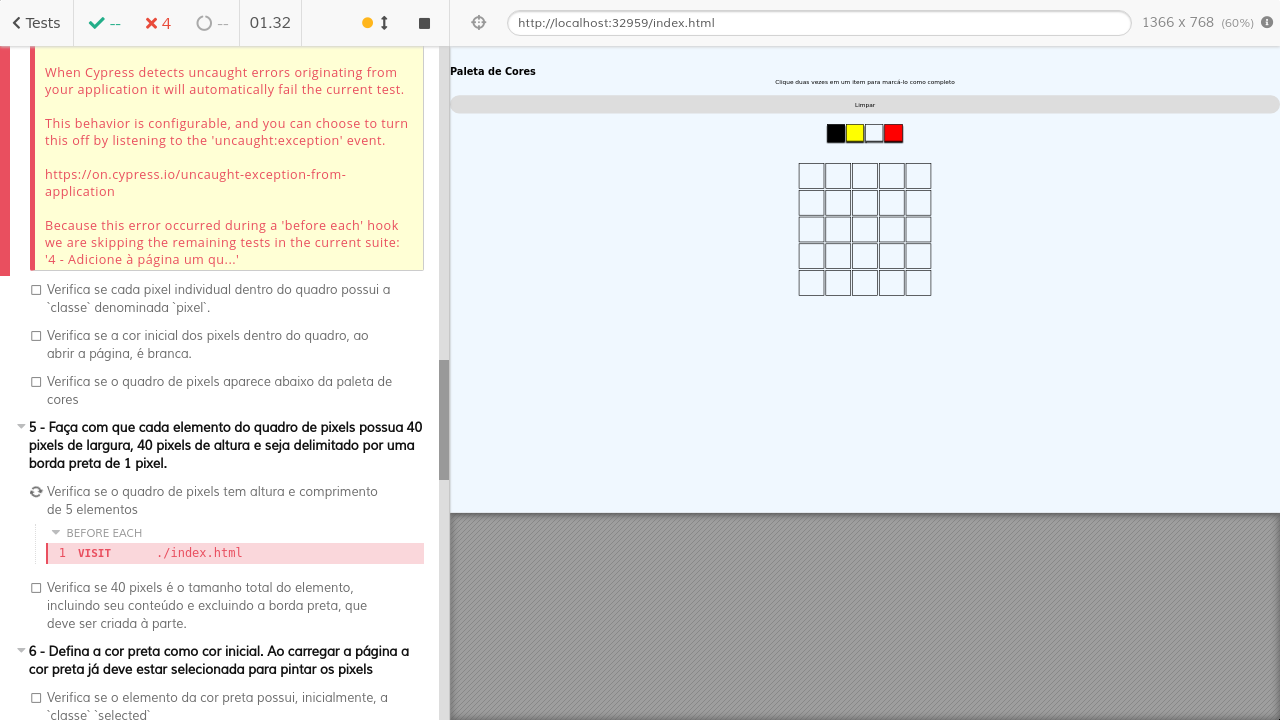 Tests
--
4
--
01.32
http://localhost:32959/index.html
1366 x 768 (60%)
When Cypress detects uncaught errors originating from
your application it will automatically fail the current test.
This behavior is configurable, and you can choose to turn
this off by listening to the 'uncaught:exception' event.
https://on.cypress.io/uncaught-exception-from-
application
Because this error occurred during a 'before each' hook
we are skipping the remaining tests in the current suite:
'4 - Adicione à página um qu...'
Verifica se cada pixel individual dentro do quadro possui a
`classe` denominada `pixel`.
Verifica se a cor inicial dos pixels dentro do quadro, ao
abrir a página, é branca.
Verifica se o quadro de pixels aparece abaixo da paleta de
cores
5 - Faça com que cada elemento do quadro de pixels possua 40
pixels de largura, 40 pixels de altura e seja delimitado por uma
borda preta de 1 pixel.
Verifica se o quadro de pixels tem altura e comprimento
de 5 elementos
BEFORE EACH
1 VISIT ./index.html
Verifica se 40 pixels é o tamanho total do elemento,
incluindo seu conteúdo e excluindo a borda preta, que
deve ser criada à parte.
6 - Defina a cor preta como cor inicial. Ao carregar a página a
cor preta já deve estar selecionada para pintar os pixels
Verifica se o elemento da cor preta possui, inicialmente, a
`classe` `selected`
Paleta de Cores
Clique duas vezes em um item para marcá-lo como completo
Limpar